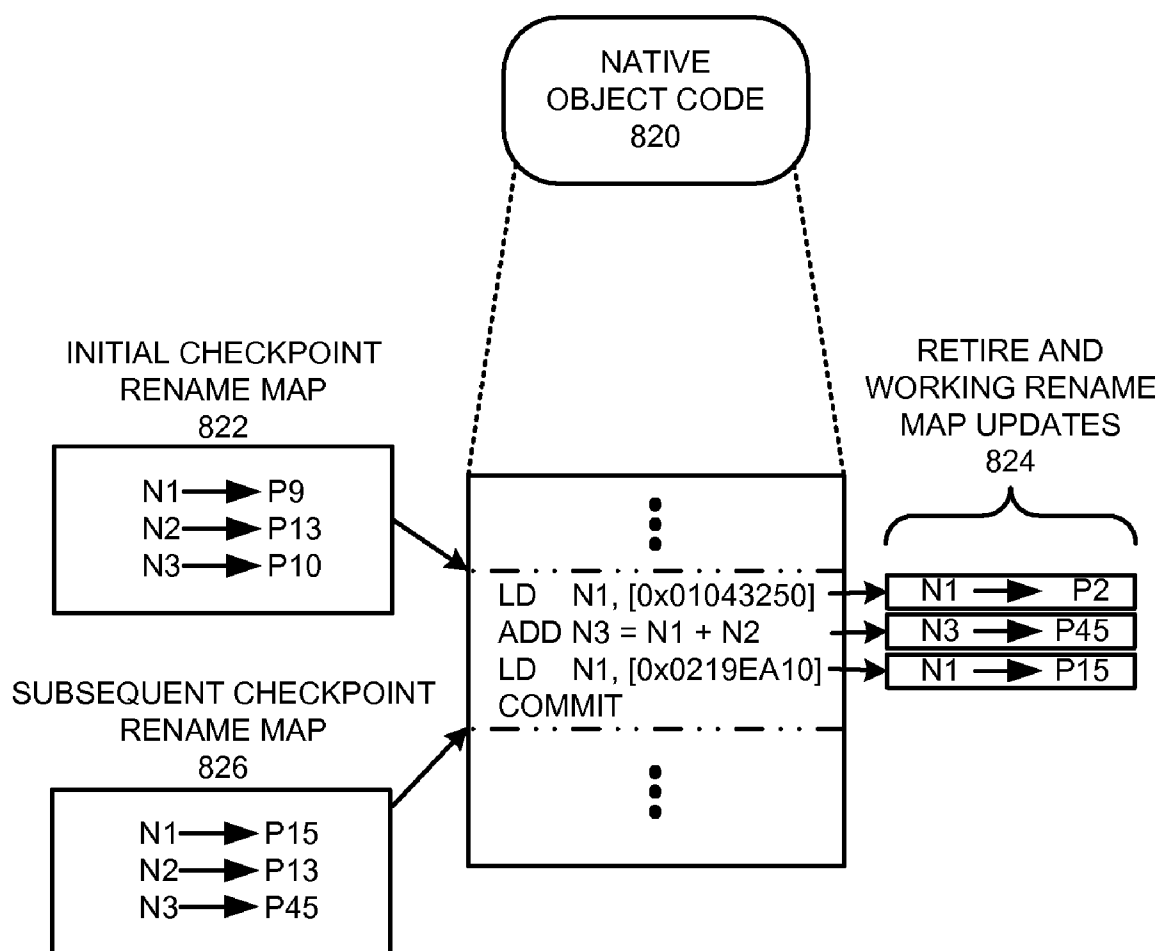 NATIVE
OBJECT CODE
820
INITIAL CHECKPOINT
RENAME MAP
822
N1 P9
N2 P13
N3 P10
SUBSEQUENT CHECKPOINT
RENAME MAP
826
N1 P15
N2 P13
N3 P45
LD N1, [0x01043250]
ADD N3 = N1 + N2
LD N1, [0x0219EA10]
COMMIT
RETIRE AND
WORKING RENAME
MAP UPDATES
824
N1 P2
N3 P45
N1 P15